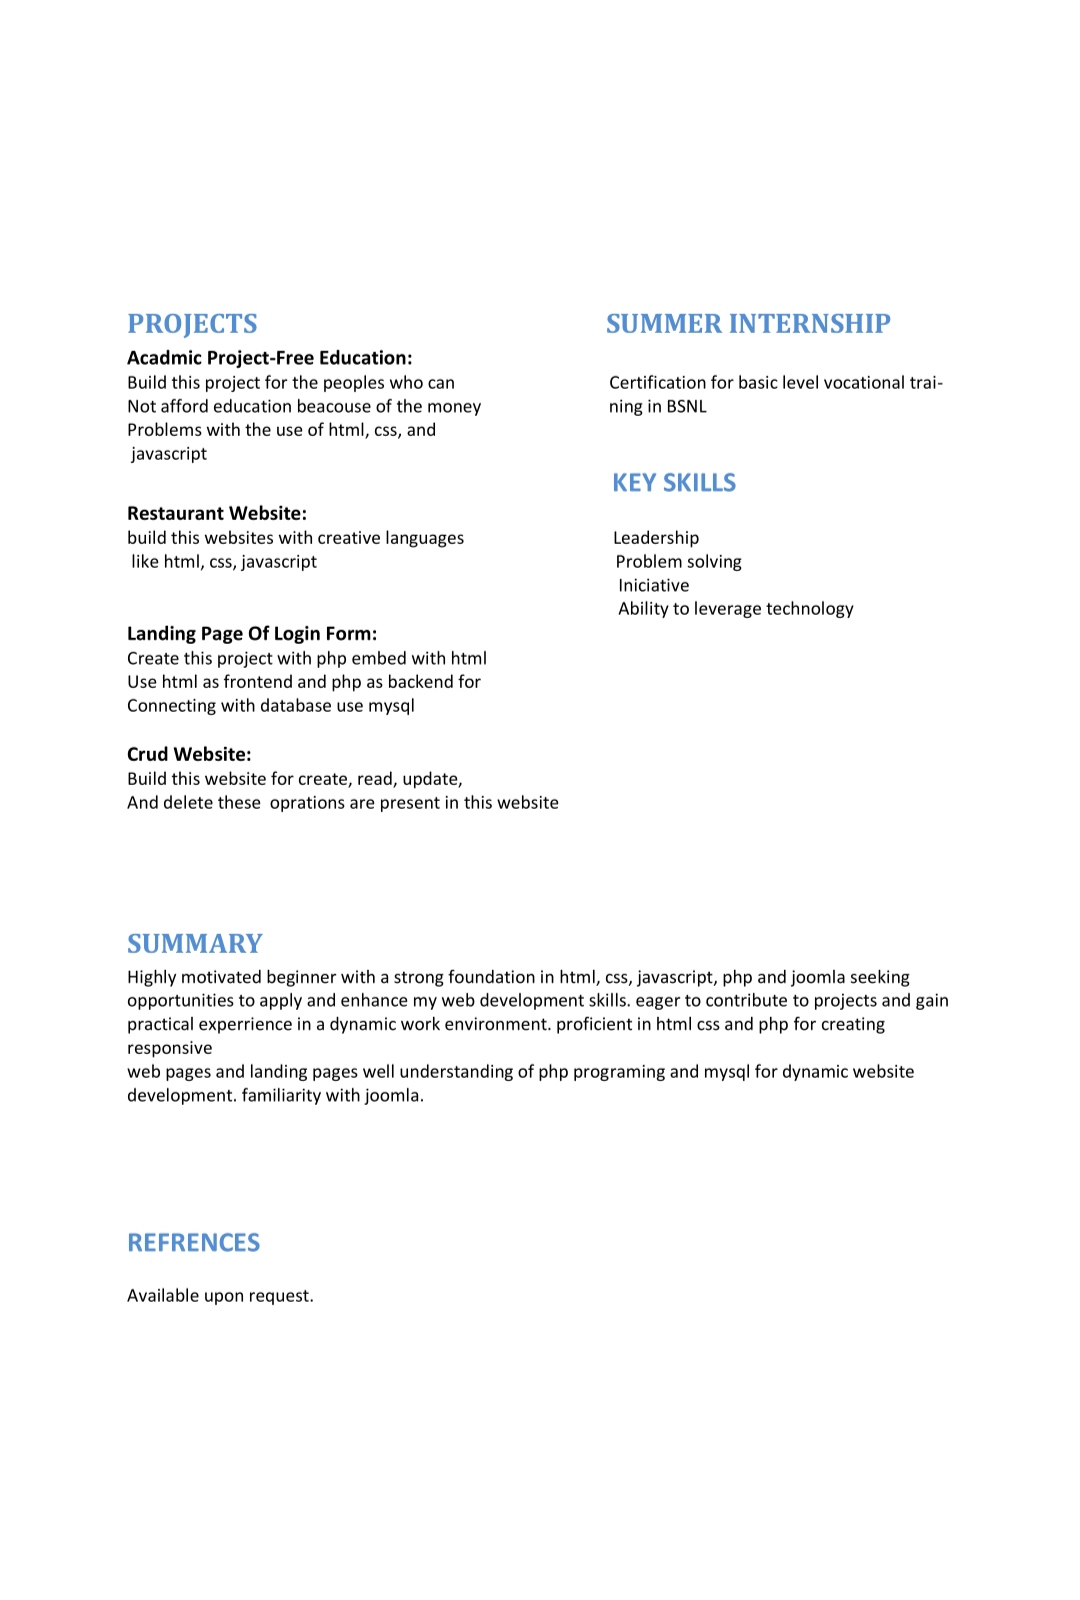 PROJECTS
Acadmic Project-Free Education:
Build this project for the peoples who can
Not afford education beacouse of the money
Problems with the use of html, css, and
javascript
Restaurant Website:
build this websites with creative languages
like html, css, javascript
Landing Page Of Login Form:
Create this project with php embed with html
Use html as frontend and php as backend for
Connecting with database use mysql
Crud Website:
Build this website for create, read, update,
And delete these  oprations are present in this website
SUMMER INTERNSHIP
Certification for basic level vocational trai-
ning in BSNL
KEY SKILLS
Leadership
Problem solving
Iniciative
Ability to leverage technology
SUMMARY
Highly motivated beginner with a strong foundation in html, css, javascript, php and joomla seeking
opportunities to apply and enhance my web development skills. eager to contribute to projects and gain
practical experrience in a dynamic work environment. proficient in html css and php for creating
responsive
web pages and landing pages well understanding of php programing and mysql for dynamic website
development. familiarity with joomla.
REFRENCES
Available upon request.